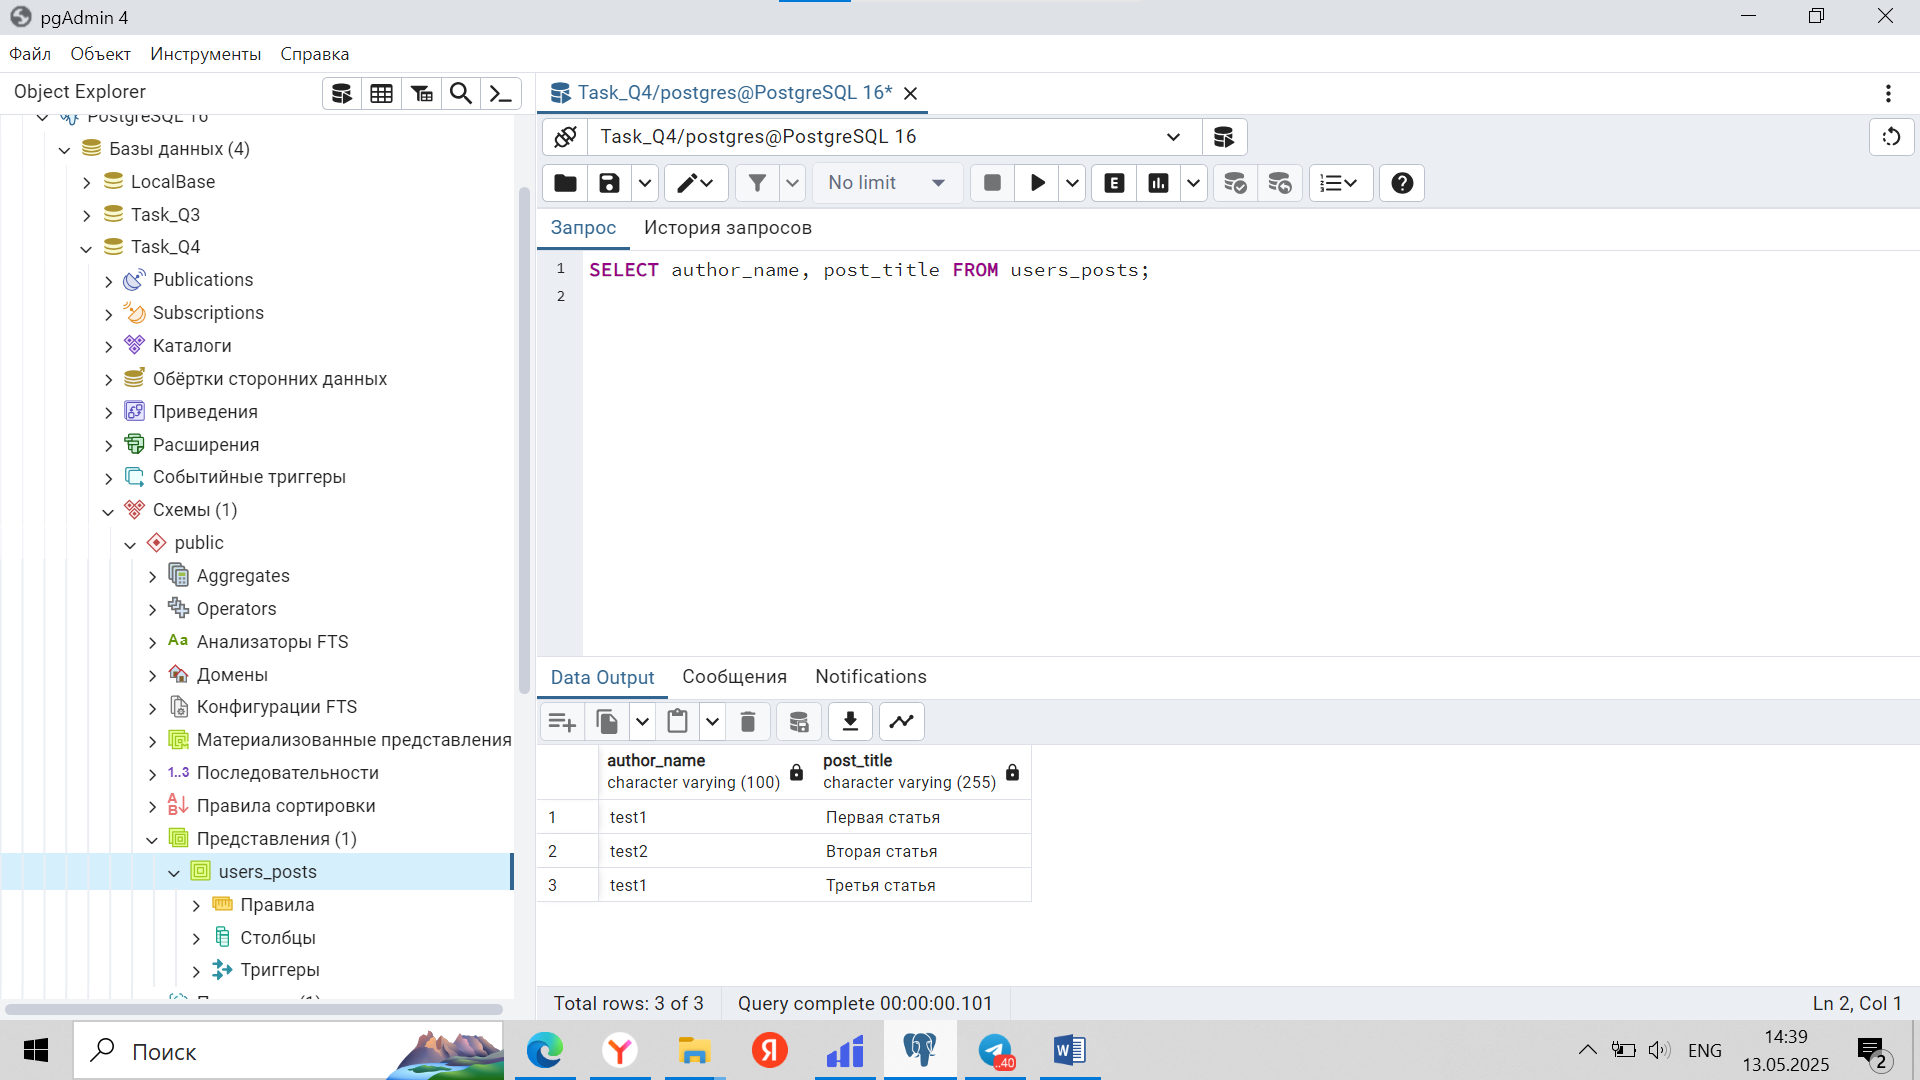 pgAdmin 4
Файл Объект Инструменты Справка
Object Explorer
PostgreSQL 16
Базы данных (4)
LocalBase
Task_Q3
Task_Q4
Publications
Subscriptions
Каталоги
Обёртки сторонних данных
Приведения
Расширения
Событийные триггеры
Схемы (1)
public
Aggregates
Operators
Aa Анализаторы FTS
Домены
Конфигурации FTS
Материализованные представления
1..3 Последовательности
Правила сортировки
Представления (1)
users_posts
Правила
Столбцы
Триггеры
Task_Q4/postgres@PostgreSQL 16*
Task_Q4/postgres@PostgreSQL 16
No limit
E
Запрос История запросов
1 SELECT author_name, post_title FROM users_posts;
2
Data Output Сообщения Notifications
author_name post_title
character varying (100) character varying (255)
1 test1 Первая статья
2 test2 Вторая статья
3 test1 Третья статья
Total rows: 3 of 3 Query complete 00:00:00.101 Ln 2, Col 1
Поиск
Y
Я
..40
W
ENG
14:39
13.05.2025
2